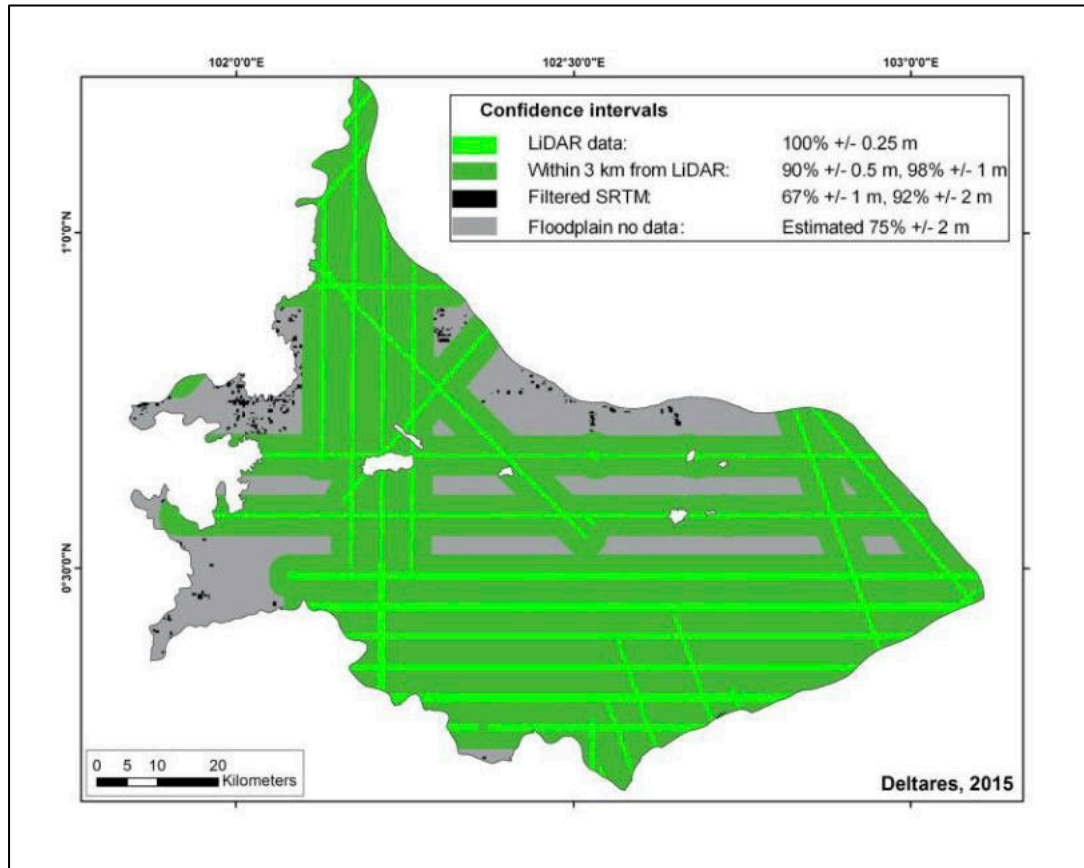 102°0'0"E 102°30'0"E 103°0'0"E
Confidence intervals
LiDAR data: 100% +/- 0.25 m
Within 3 km from LiDAR: 90% +/- 0.5 m, 98% +/- 1 m
Filtered SRTM: 67% +/- 1 m, 92% +/- 2 m
Floodplain no data: Estimated 75% +/- 2 m
1°0'0"N
0°30'0"N
0 5 10 20
Kilometers
Deltares, 2015